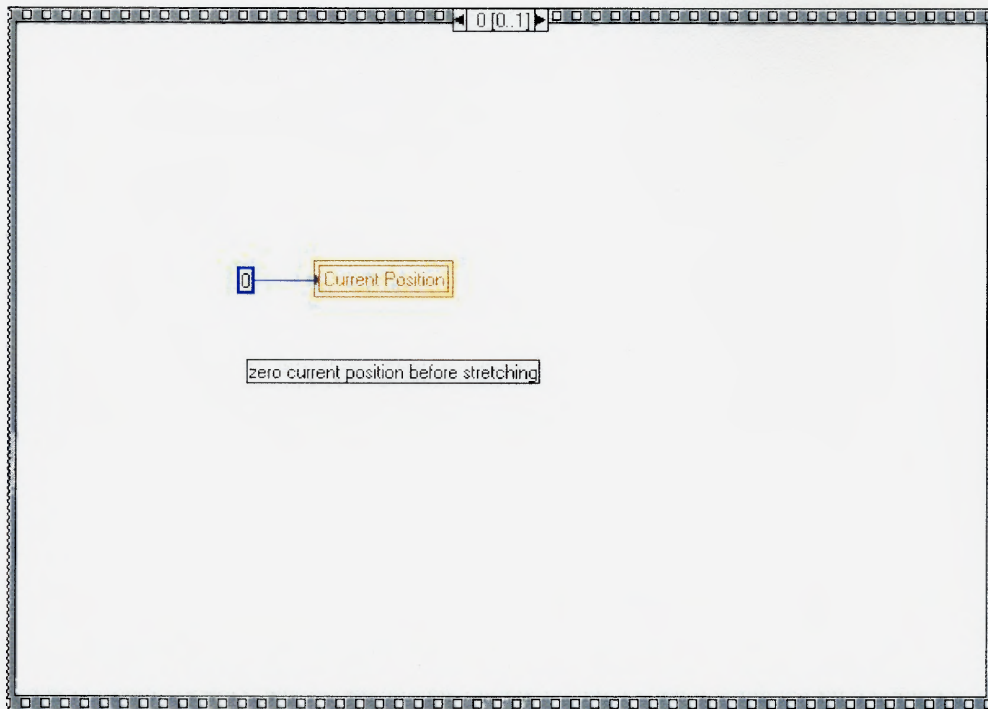 0 [0..1]
0
Current Position
zero current position before stretching